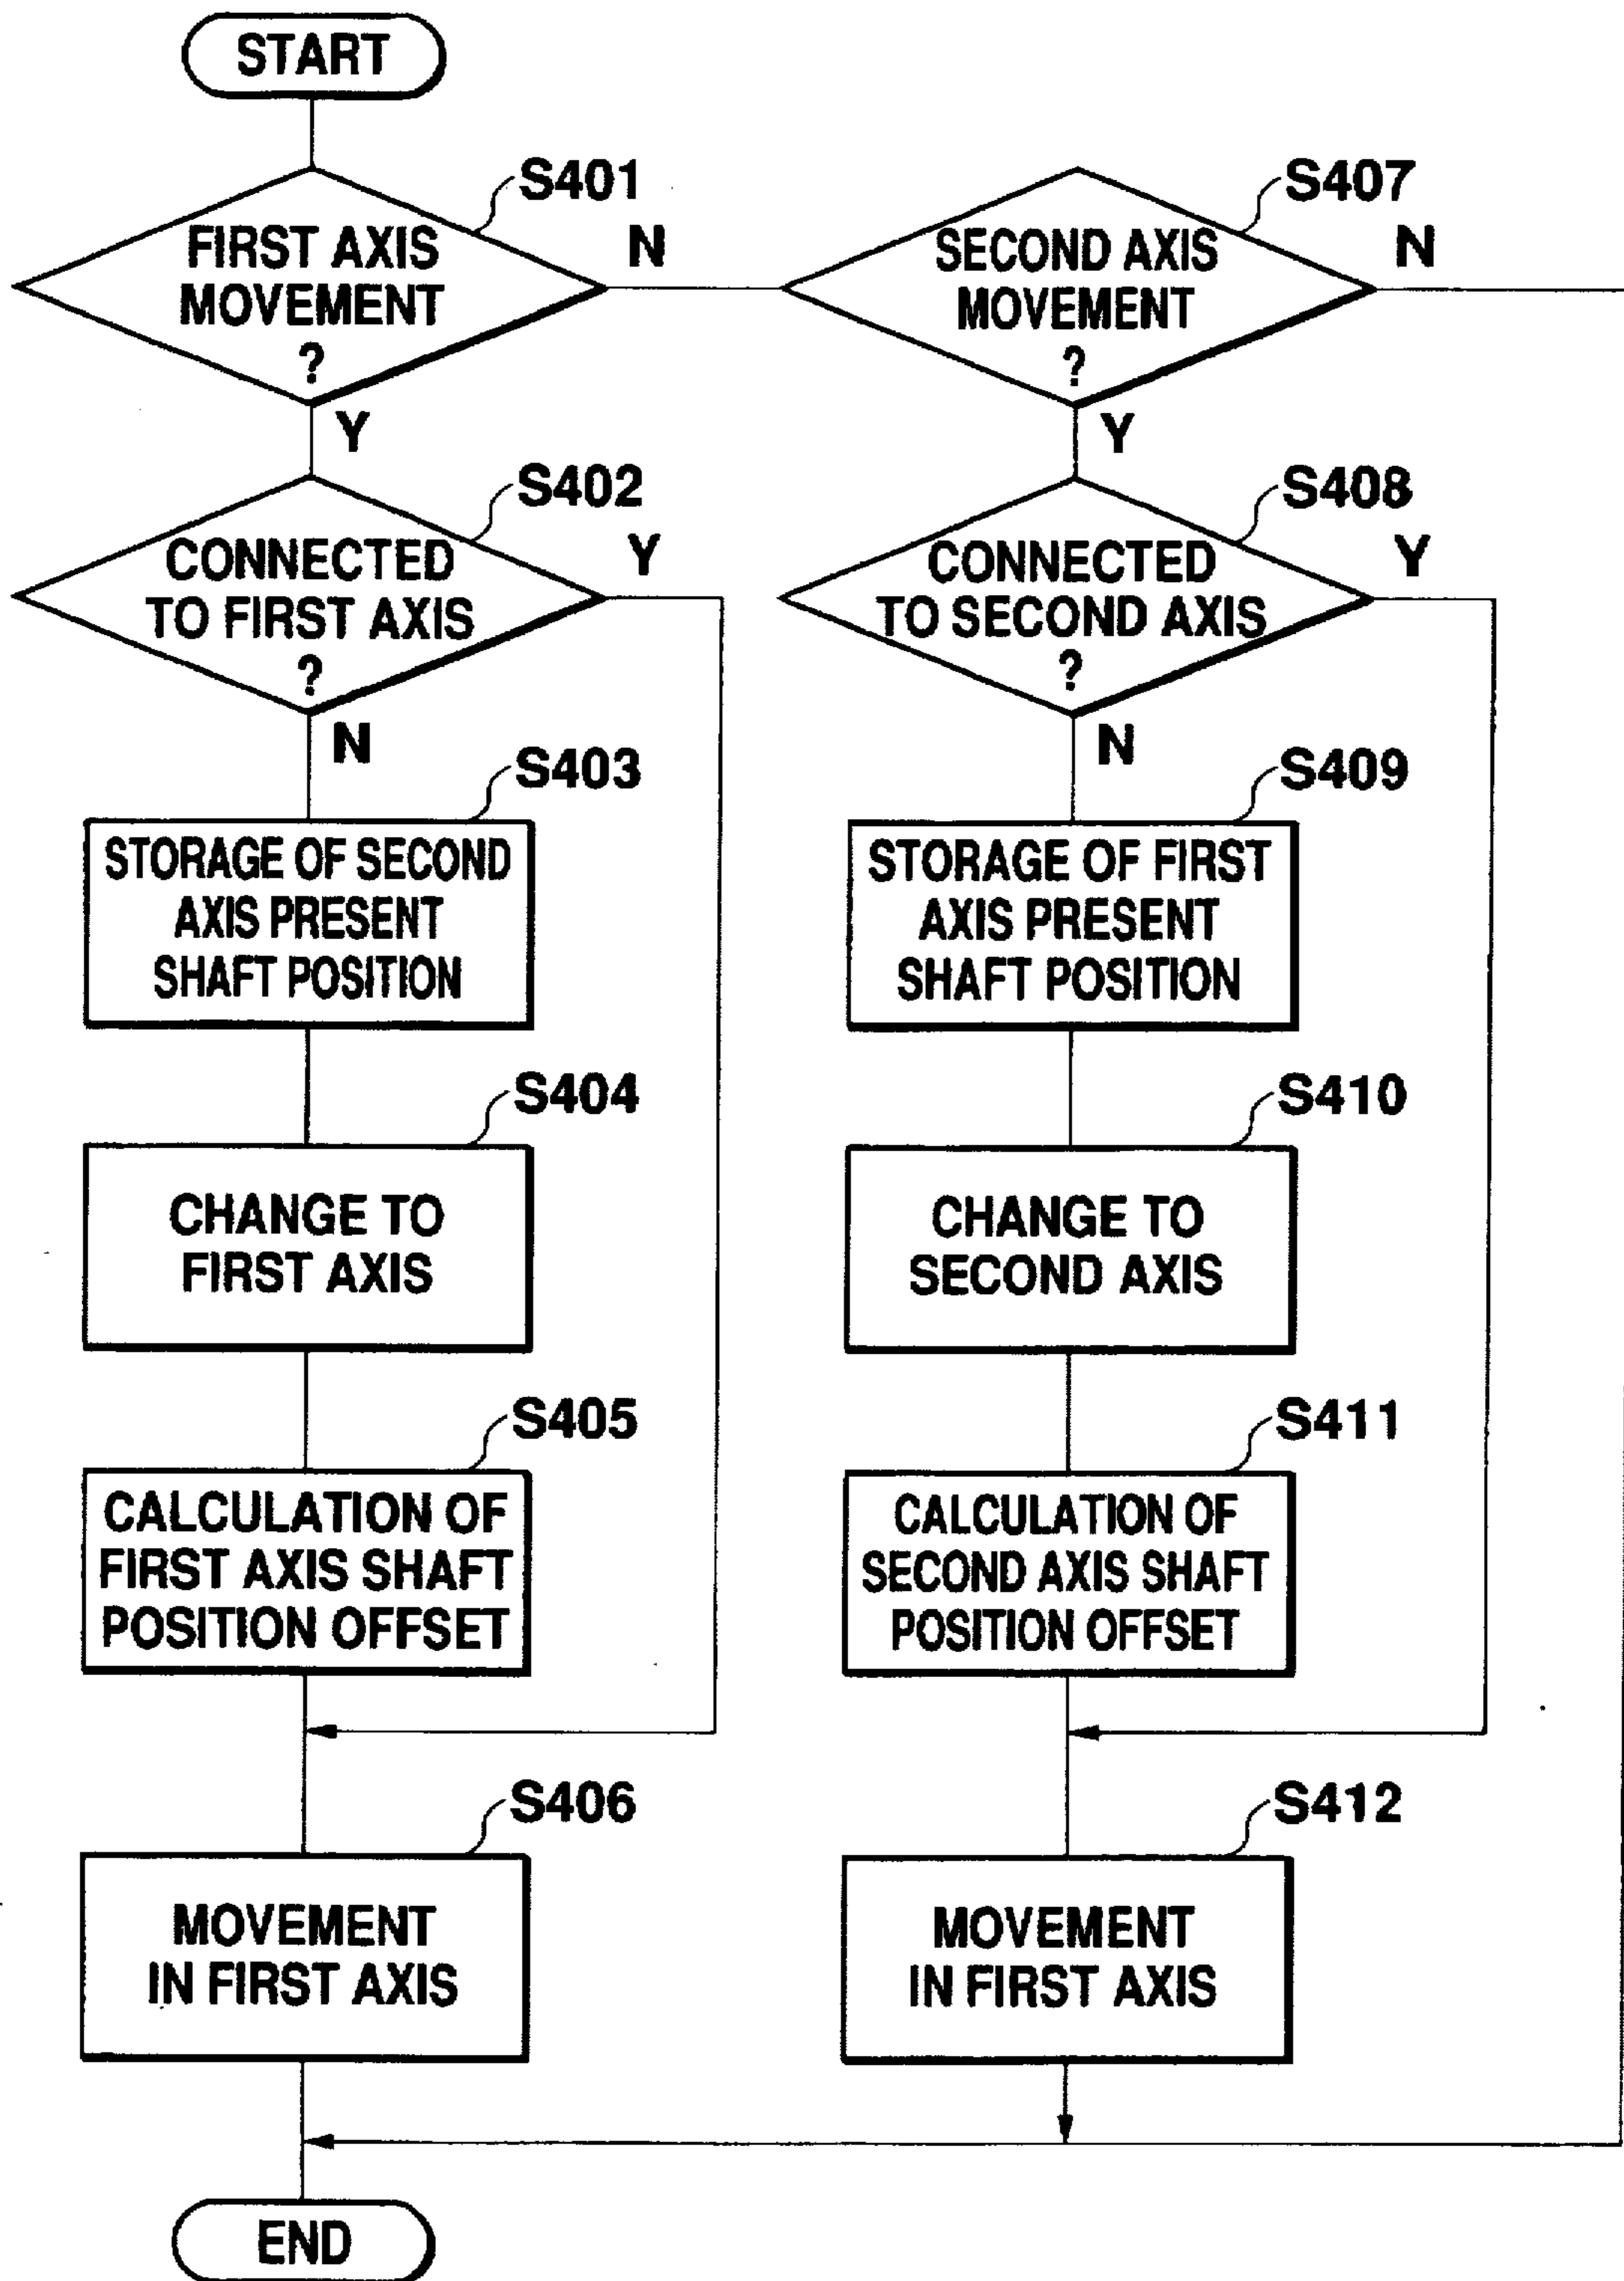 START
S401
FIRST AXIS
MOVEMENT
?
N
Y
S402
CONNECTED
TO FIRST AXIS
?
Y
N
S403
STORAGE OF SECOND
AXIS PRESENT
SHAFT POSITION
S404
CHANGE TO
FIRST AXIS
S405
CALCULATION OF
FIRST AXIS SHAFT
POSITION OFFSET
S406
MOVEMENT
IN FIRST AXIS
END
S407
SECOND AXIS
MOVEMENT
?
N
Y
S408
CONNECTED
TO SECOND AXIS
?
Y
N
S409
STORAGE OF FIRST
AXIS PRESENT
SHAFT POSITION
S410
CHANGE TO
SECOND AXIS
S411
CALCULATION OF
SECOND AXIS SHAFT
POSITION OFFSET
S412
MOVEMENT
IN FIRST AXIS